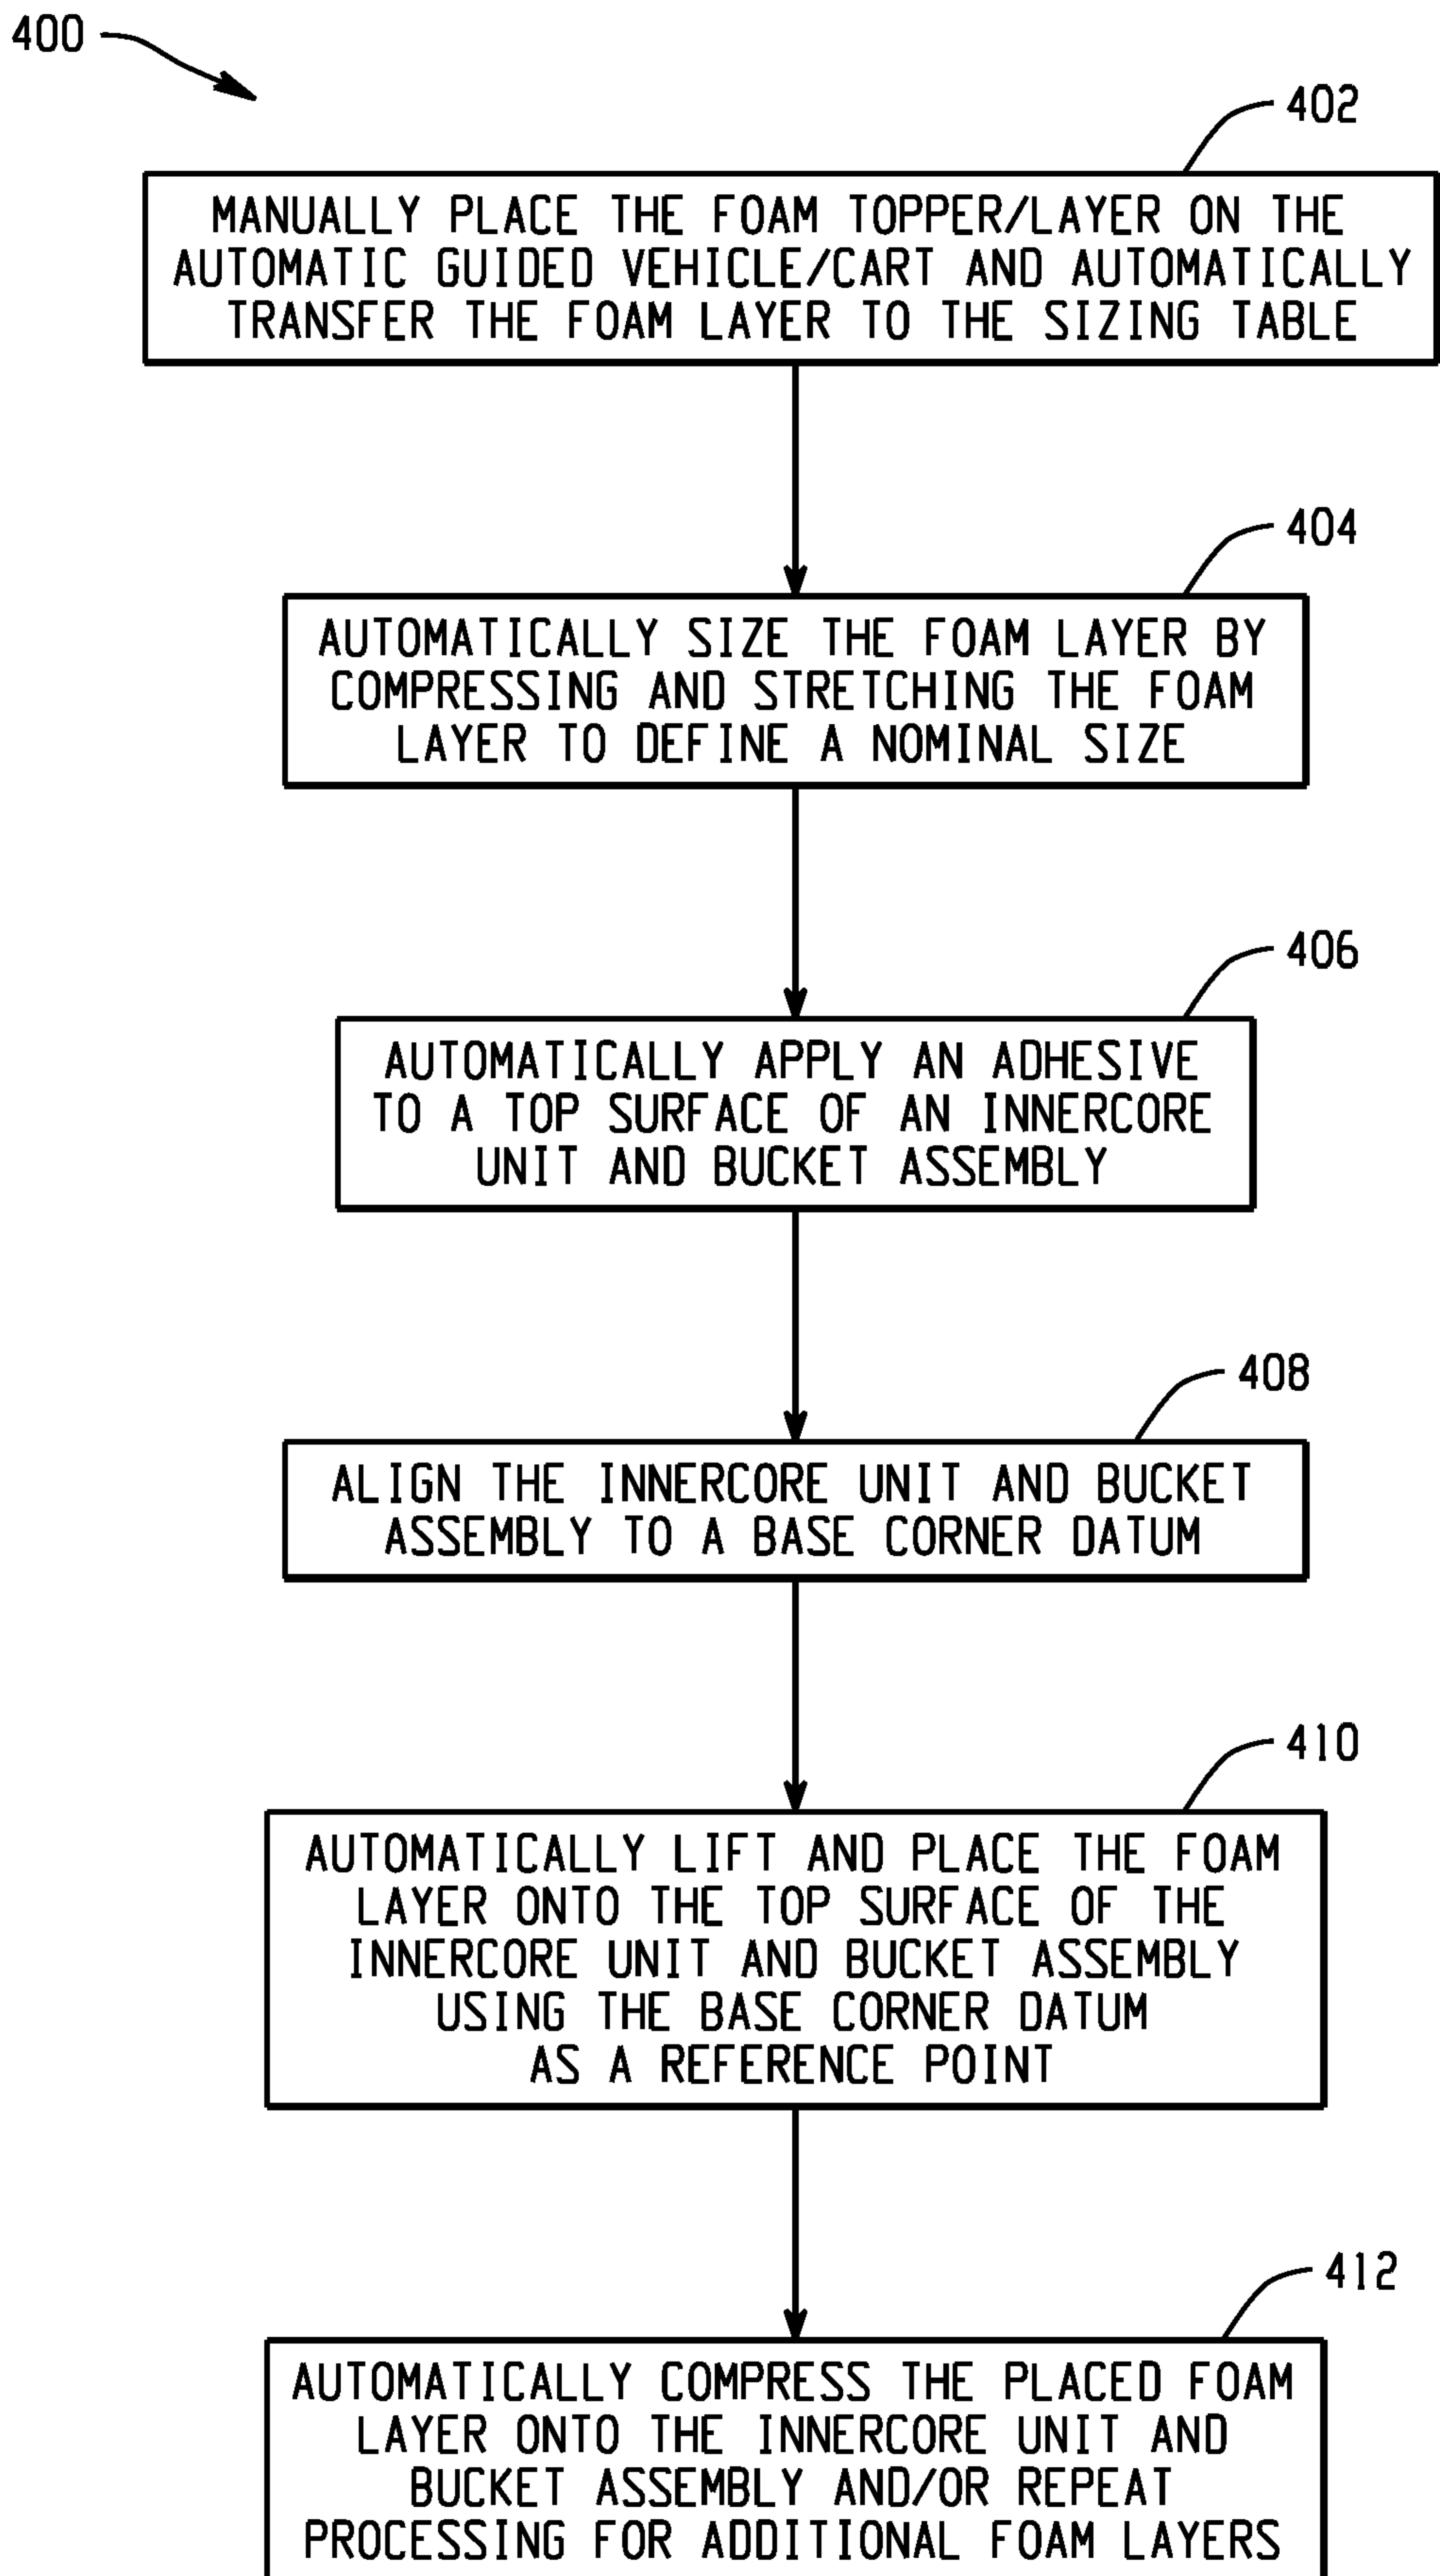 400
402
MANUALLY PLACE THE FOAM TOPPER/LAYER ON THE
AUTOMATIC GUIDED VEHICLE/CART AND AUTOMATICALLY
TRANSFER THE FOAM LAYER TO THE SIZING TABLE
404
AUTOMATICALLY SIZE THE FOAM LAYER BY
COMPRESSING AND STRETCHING THE FOAM
LAYER TO DEFINE A NOMINAL SIZE
406
AUTOMATICALLY APPLY AN ADHESIVE
TO A TOP SURFACE OF AN INNERCORE
UNIT AND BUCKET ASSEMBLY
408
ALIGN THE INNERCORE UNIT AND BUCKET
ASSEMBLY TO A BASE CORNER DATUM
410
AUTOMATICALLY LIFT AND PLACE THE FOAM
LAYER ONTO THE TOP SURFACE OF THE
INNERCORE UNIT AND BUCKET ASSEMBLY
USING THE BASE CORNER DATUM
AS A REFERENCE POINT
412
AUTOMATICALLY COMPRESS THE PLACED FOAM
LAYER ONTO THE INNERCORE UNIT AND
BUCKET ASSEMBLY AND/OR REPEAT
PROCESSING FOR ADDITIONAL FOAM LAYERS